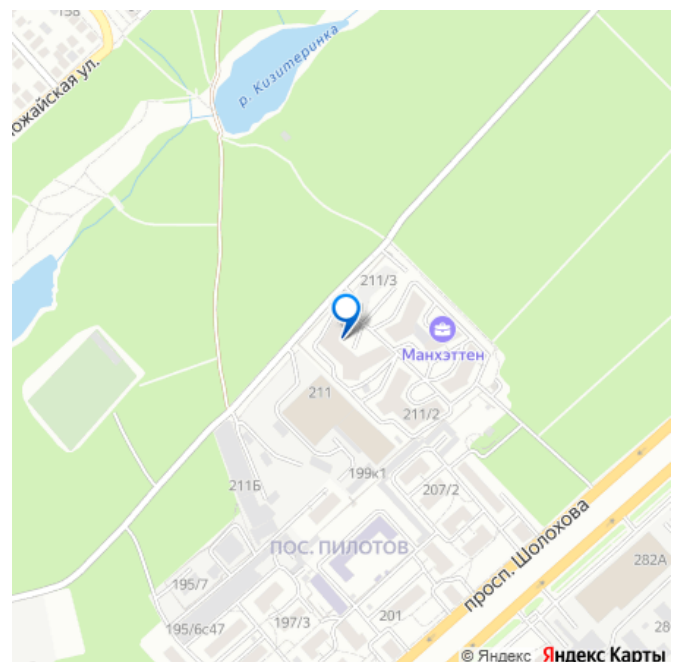 158
р. Кизитеринка
ожайская ул.
211/3
Манхэттен
211
211/2
199к1
207/2
211Б
ПОС. ПИЛОТОВ
просп. Шолохова
282А
195/7
201
197/3
195/6с47
28
© Яндекс Яндекс Карты